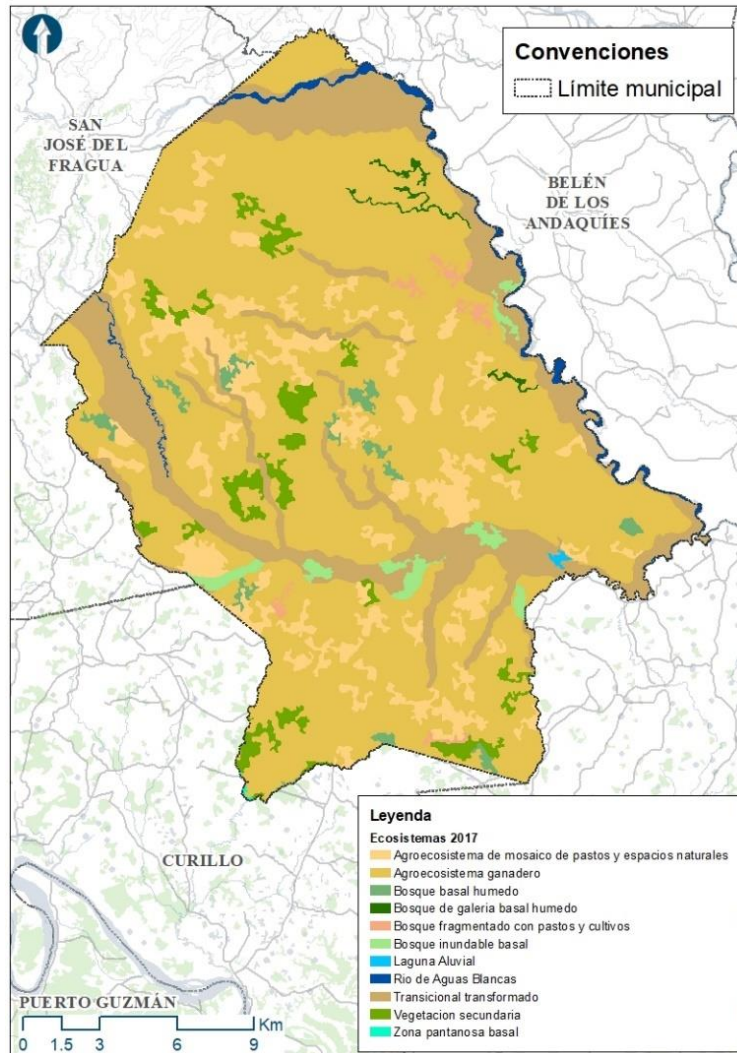 Convenciones
Límite municipal
SAN
JOSÉ DEL
FRAGUA
BELÉN
DE LOS
ANDAQUÍES
CURILLO
PUERTO GUZMÁN
Km
0 1.5 3 6 9
Leyenda
Ecosistemas 2017
Agroecosistema de mosaico de pastos y espacios naturales
Agroecosistema ganadero
Bosque basal humedo
Bosque de galeria basal humedo
Bosque fragmentado con pastos y cultivos
Bosque inundable basal
Laguna Aluvial
Rio de Aguas Blancas
Transicional transformado
Vegetacion secundaria
Zona pantanosa basal